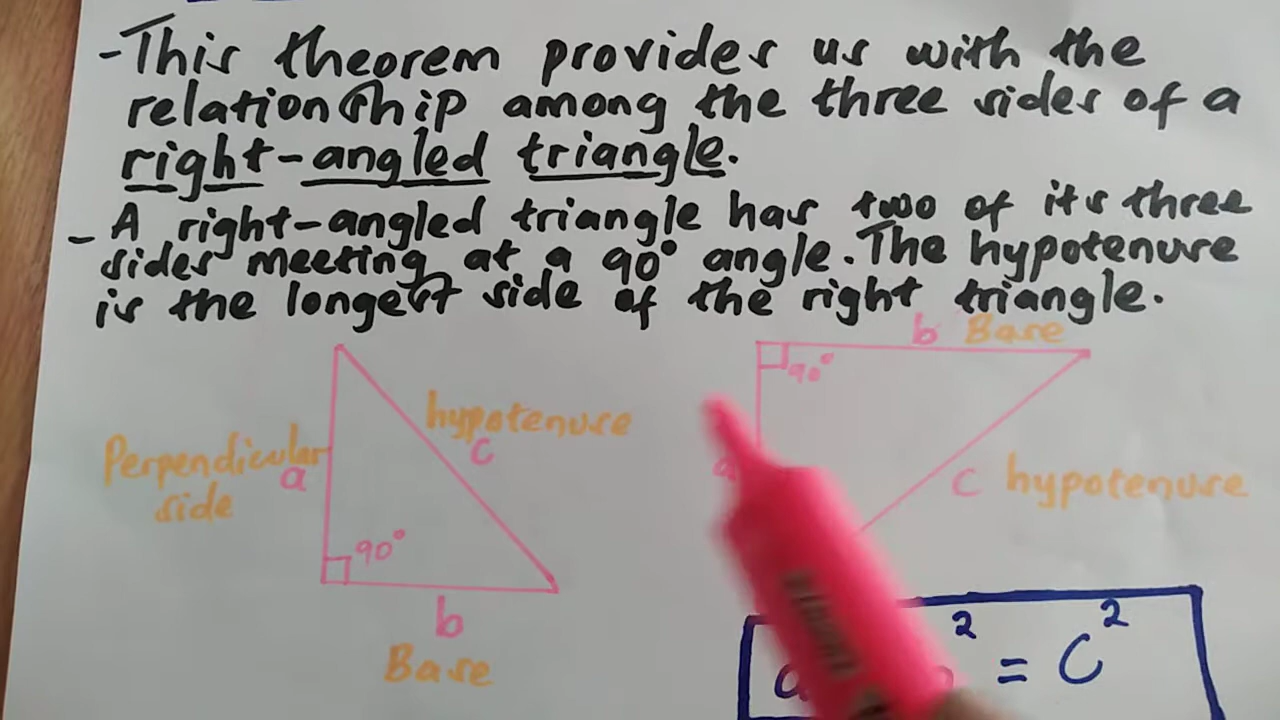 - This theorem provides us with the
relationship among the three sides of a
right-angled triangle.
- A right-angled triangle has two of its three
sides meeting at a 90° angle. The hypotenuse
is the longest side of the right triangle.
b Base
90°
hypotenuse
c
Perpendicular
a
side
a
c hypotenuse
90°
b
Base
a ² = C²